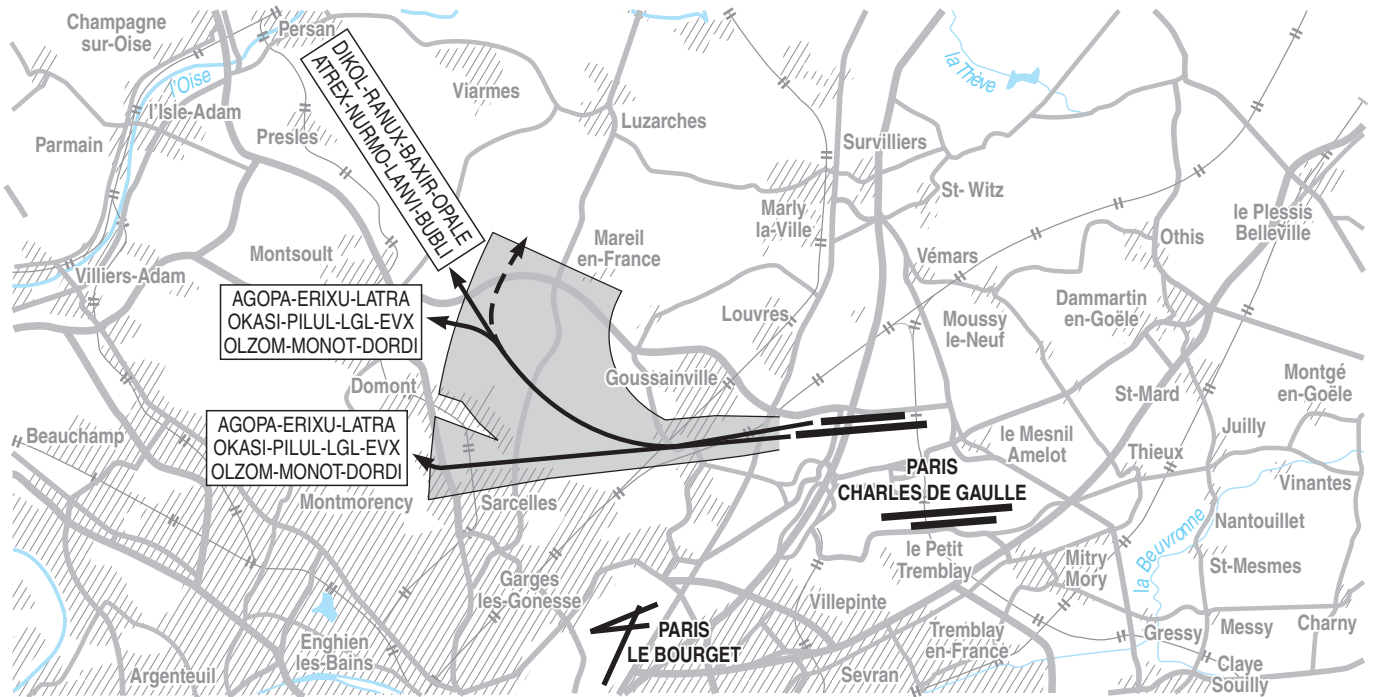 Champagne
sur-Oise
Persan
l'Oise
l'Isle-Adam
Parmain
Presles
Viarmes
DIKOL-RANUX-BAXIR-OPALE
ATREX-NURMO-LANVI-BUBLI
Luzarches
la Thève
Survilliers
St- Witz
Marly
la-Ville
Mareil
en-France
Montsoult
Villiers-Adam
Vémars
Othis
le Plessis
Belleville
AGOPA-ERIXU-LATRA
OKASI-PILUL-LGL-EVX
OLZOM-MONOT-DORDI
Louvres
Moussy
le-Neuf
Dammartin
en-Goële
Domont
Goussainville
St-Mard
Montgé
en-Goële
AGOPA-ERIXU-LATRA
OKASI-PILUL-LGL-EVX
OLZOM-MONOT-DORDI
Beauchamp
Montmorency
Sarcelles
le Mesnil
Amelot
Thieux
Juilly
PARIS
CHARLES DE GAULLE
Vinantes
Nantouillet
la Beuvronne
St-Mesmes
le Petit
Tremblay
Mitry
Mory
Garges
les-Gonesse
Villepinte
PARIS
LE BOURGET
Enghien
les-Bains
Argenteuil
Tremblay
en-France
Sevran
Gressy
Messy
Charny
Claye
Souilly